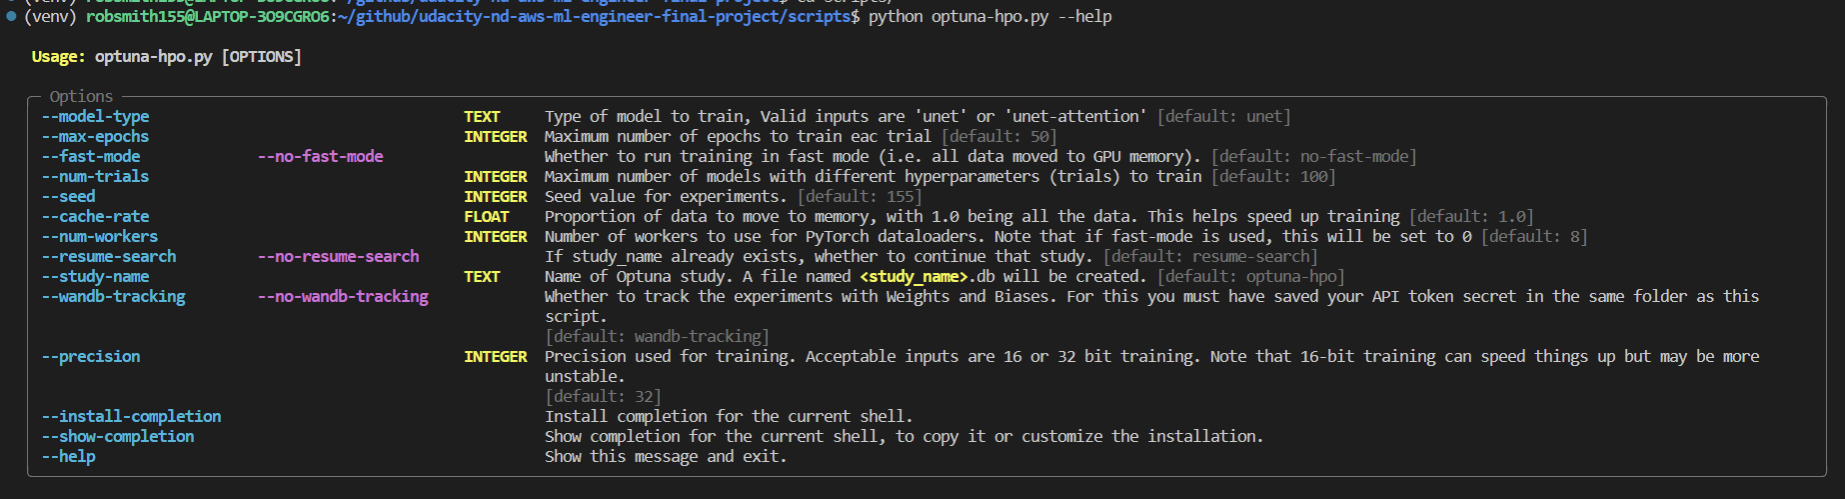 (venv) robsmith155@LAPTOP-3O9CGRO6:~/github/udacity-nd-aws-ml-engineer-final-project$ cd scripts/
(venv) robsmith155@LAPTOP-3O9CGRO6:~/github/udacity-nd-aws-ml-engineer-final-project/scripts$ python optuna-hpo.py --help
Usage: optuna-hpo.py [OPTIONS]
Options
--model-type TEXT Type of model to train, Valid inputs are 'unet' or 'unet-attention' [default: unet]
--max-epochs INTEGER Maximum number of epochs to train eac trial [default: 50]
--fast-mode --no-fast-mode Whether to run training in fast mode (i.e. all data moved to GPU memory). [default: no-fast-mode]
--num-trials INTEGER Maximum number of models with different hyperparameters (trials) to train [default: 100]
--seed INTEGER Seed value for experiments. [default: 155]
--cache-rate FLOAT Proportion of data to move to memory, with 1.0 being all the data. This helps speed up training [default: 1.0]
--num-workers INTEGER Number of workers to use for PyTorch dataloaders. Note that if fast-mode is used, this will be set to 0 [default: 8]
--resume-search --no-resume-search If study_name already exists, whether to continue that study. [default: resume-search]
--study-name TEXT Name of Optuna study. A file named <study_name>.db will be created. [default: optuna-hpo]
--wandb-tracking --no-wandb-tracking Whether to track the experiments with Weights and Biases. For this you must have saved your API token secret in the same folder as this
script.
[default: wandb-tracking]
--precision INTEGER Precision used for training. Acceptable inputs are 16 or 32 bit training. Note that 16-bit training can speed things up but may be more
unstable.
[default: 32]
--install-completion Install completion for the current shell.
--show-completion Show completion for the current shell, to copy it or customize the installation.
--help Show this message and exit.